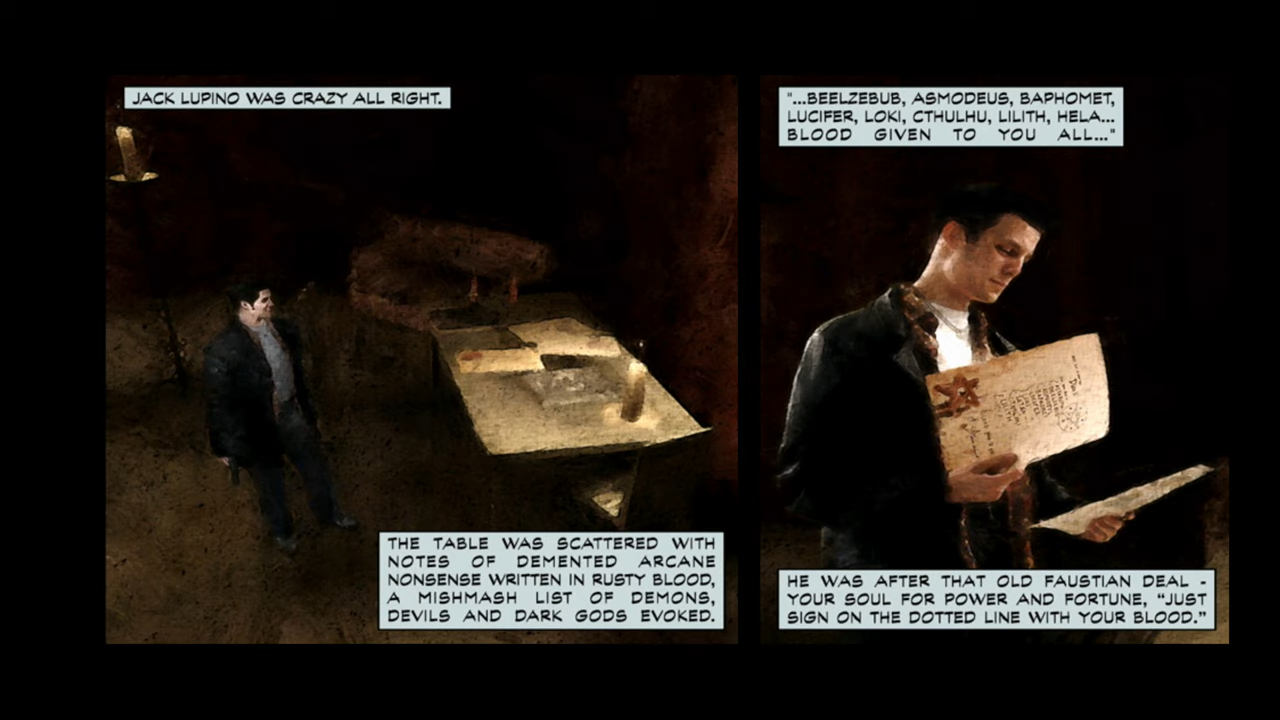 JACK LUPINO WAS CRAZY ALL RIGHT.
THE TABLE WAS SCATTERED WITH
NOTES OF DEMENTED ARCANE
NONSENSE WRITTEN IN RUSTY BLOOD,
A MISHMASH LIST OF DEMONS,
DEVILS AND DARK GODS EVOKED.
"...BEELZEBUB, ASMODEUS, BAPHOMET,
LUCIFER, LOKI, CTHULHU, LILITH, HELA...
BLOOD GIVEN TO YOU ALL..."
HE WAS AFTER THAT OLD FAUSTIAN DEAL -
YOUR SOUL FOR POWER AND FORTUNE, “JUST
SIGN ON THE DOTTED LINE WITH YOUR BLOOD.”